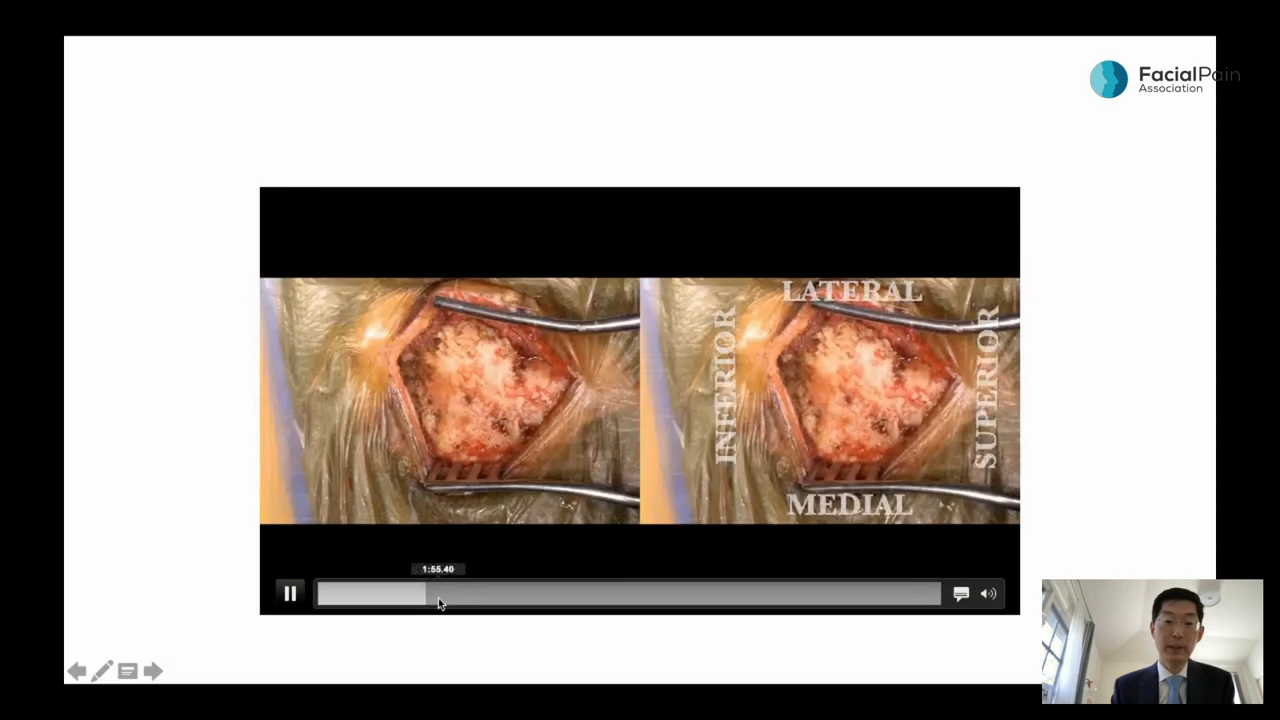 FacialPain
Association
LATERAL
INFERIOR
SUPERIOR
MEDIAL
1:55.40